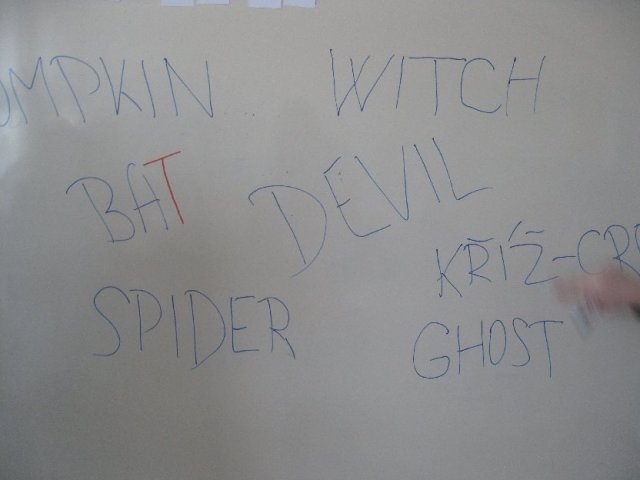 OMPKIN WITCH
BAT DEVIL
KŘÍŽ-CR
SPIDER GHOST